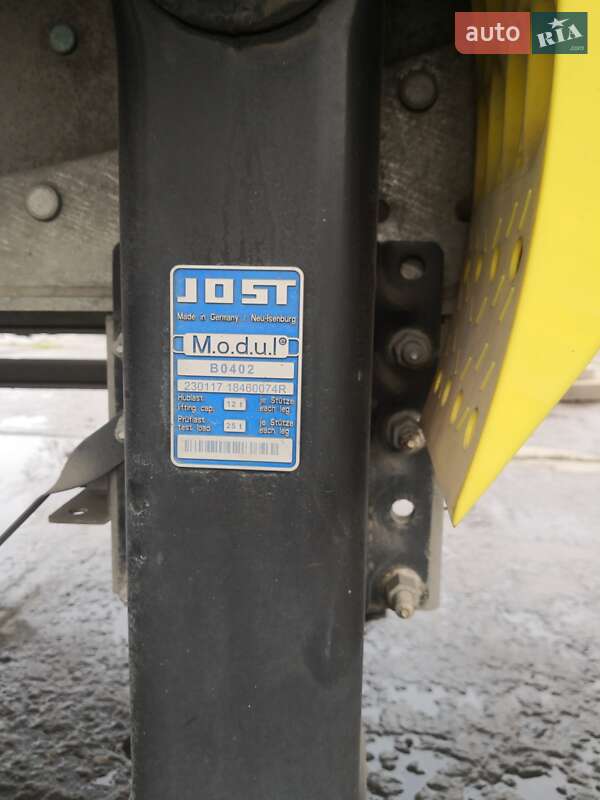 auto RIA .com
JOST
Made in Germany / Neu-Isenburg
M.o.d.u.l®
B0402
230117 18460074R
Hublast 12 t je Stütze
lifting cap. each leg
Prüflast 25 t je Stütze
test load each leg